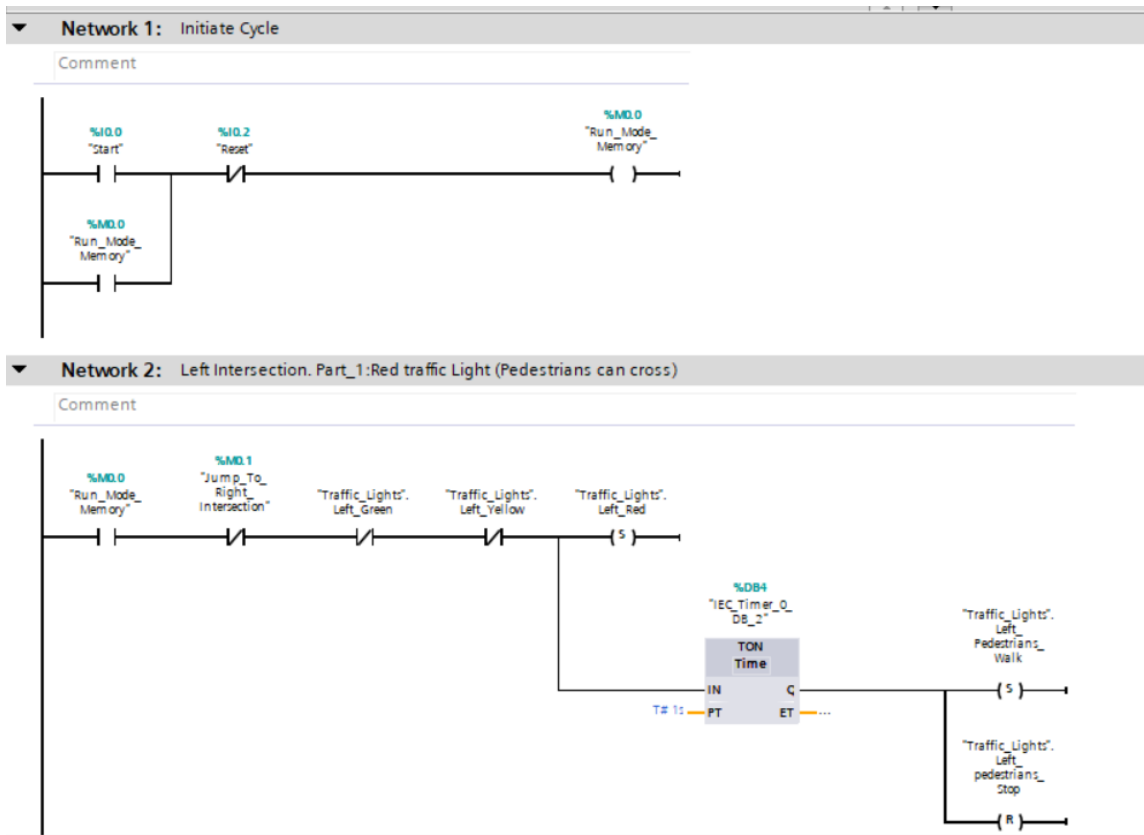 Network 1: Initiate Cycle
Comment
%I0.0
"Start"
%I0.2
"Reset"
%M0.0
"Run_Mode_
Memory"
%M0.0
"Run_Mode_
Memory"
Network 2: Left Intersection. Part_1:Red traffic Light (Pedestrians can cross)
Comment
%M0.0
"Run_Mode_
Memory"
%M0.1
"Jump_To_
Right_
Intersection"
"Traffic_Lights".
Left_Green
"Traffic_Lights".
Left_Yellow
"Traffic_Lights".
Left_Red
S
%DB4
"IEC_Timer_0_
DB_2"
TON
Time
IN Q
T# 1s PT ET ...
"Traffic_Lights".
Left_
Pedestrians_
Walk
S
"Traffic_Lights".
Left_
pedestrians_
Stop
R